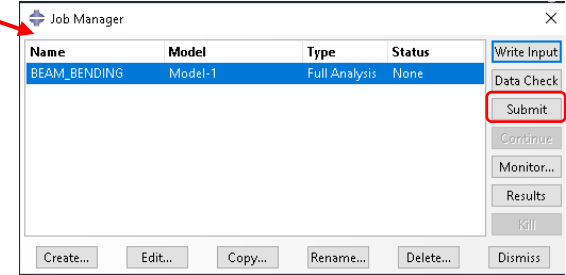 Job Manager
Name Model Type Status
BEAM_BENDING Model-1 Full Analysis None
Write Input
Data Check
Submit
Continue
Monitor...
Results
Kill
Create... Edit... Copy... Rename... Delete... Dismiss